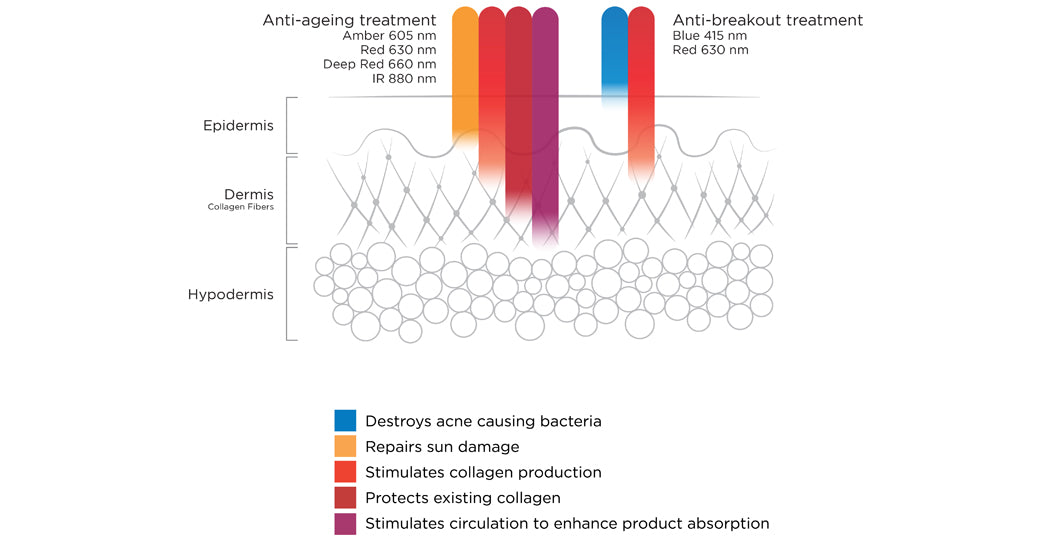 Anti-ageing treatment
Amber 605 nm
Red 630 nm
Deep Red 660 nm
IR 880 nm
Anti-breakout treatment
Blue 415 nm
Red 630 nm
Epidermis
Dermis
Collagen Fibers
Hypodermis
Destroys acne causing bacteria
Repairs sun damage
Stimulates collagen production
Protects existing collagen
Stimulates circulation to enhance product absorption